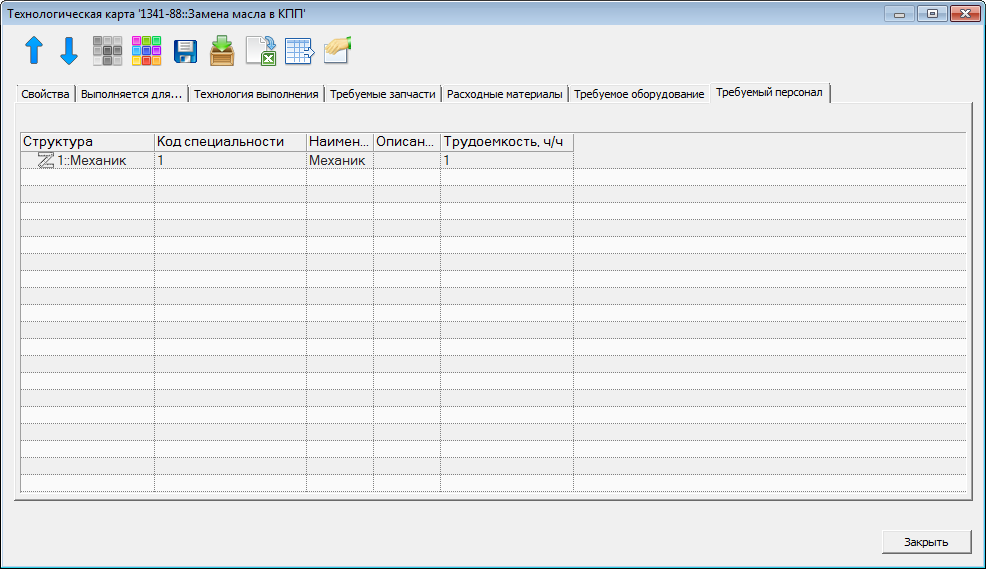 Технологическая карта '1341-88::Замена масла в КПП'
Свойства Выполняется для... Технология выполнения Требуемые запчасти Расходные материалы Требуемое оборудование Требуемый персонал
Структура Код специальности Наимен... Описан... Трудоемкость, ч/ч
1::Механик 1 Механик 1
Закрыть